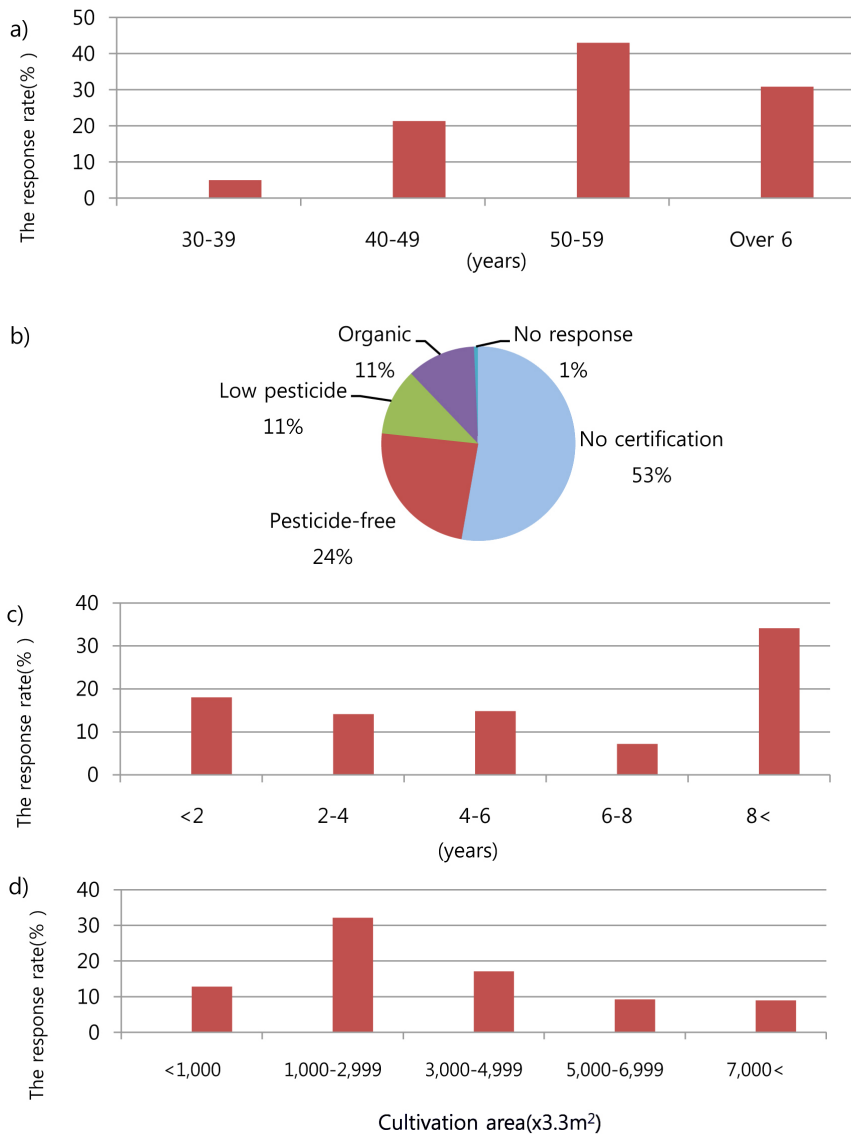 a)
The response rate(% )
50
40
30
20
10
0
30-39
40-49
50-59
Over 6
(years)
b)
Organic
11%
No response
1%
Low pesticide
11%
No certification
53%
Pesticide-free
24%
c)
The response rate(% )
40
30
20
10
0
<2
2-4
4-6
6-8
8<
(years)
d)
The response rate(% )
40
30
20
10
0
<1,000
1,000-2,999
3,000-4,999
5,000-6,999
7,000<
Cultivation area(x3.3m²)